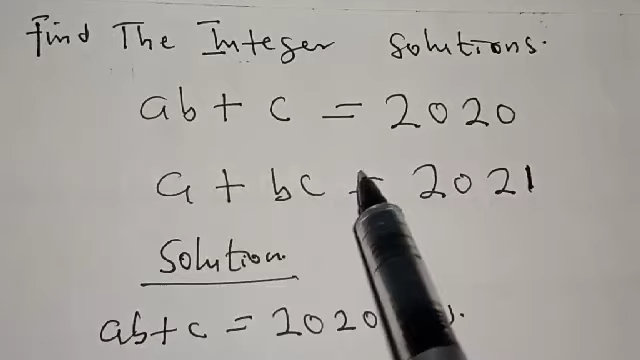 Find The Integer Solutions.
ab + c = 2020
a + bc = 2021
Solution
ab+c = 2020